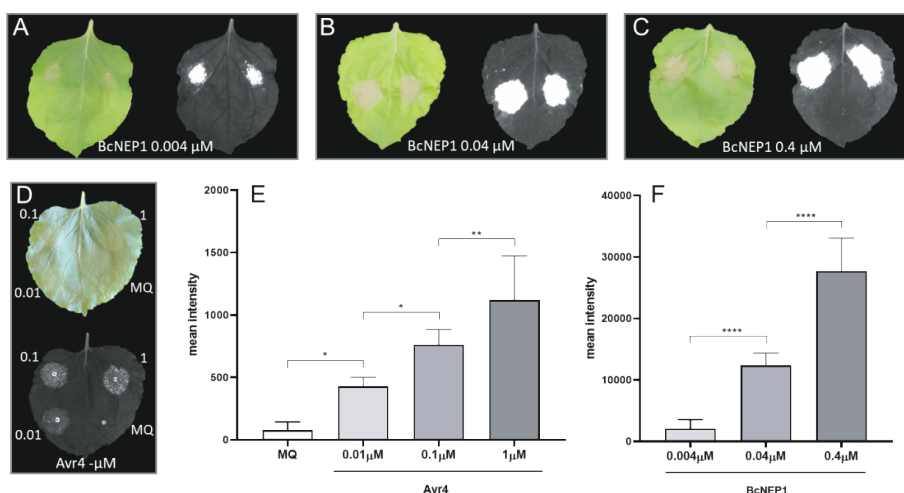 A
BcNEP1 0.004 µM
B
BcNEP1 0.04 µM
C
BcNEP1 0.4 µM
D
0.1 1
0.01 MQ
0.1 1
0.01 MQ
Avr4 -µM
E
mean intensity
2000
1500
1000
500
0
*
*
**
MQ 0.01µM 0.1µM 1µM
Avr4
F
mean intensity
40000
30000
20000
10000
0
****
****
0.004µM 0.04µM 0.4µM
BcNEP1